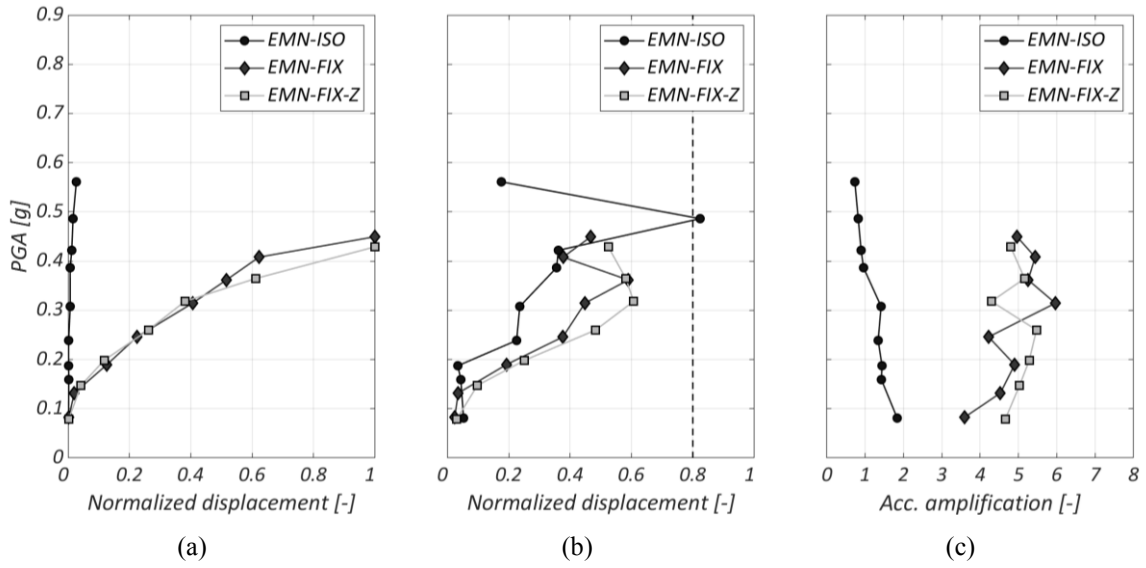 0.9
0.8
0.7
0.6
0.5
0.4
0.3
0.2
0.1
0
PGA [g]
EMN-ISO
EMN-FIX
EMN-FIX-Z
0 0.2 0.4 0.6 0.8 1
Normalized displacement [-]
(a)
EMN-ISO
EMN-FIX
EMN-FIX-Z
0 0.2 0.4 0.6 0.8 1
Normalized displacement [-]
(b)
EMN-ISO
EMN-FIX
EMN-FIX-Z
0 1 2 3 4 5 6 7 8
Acc. amplification [-]
(c)